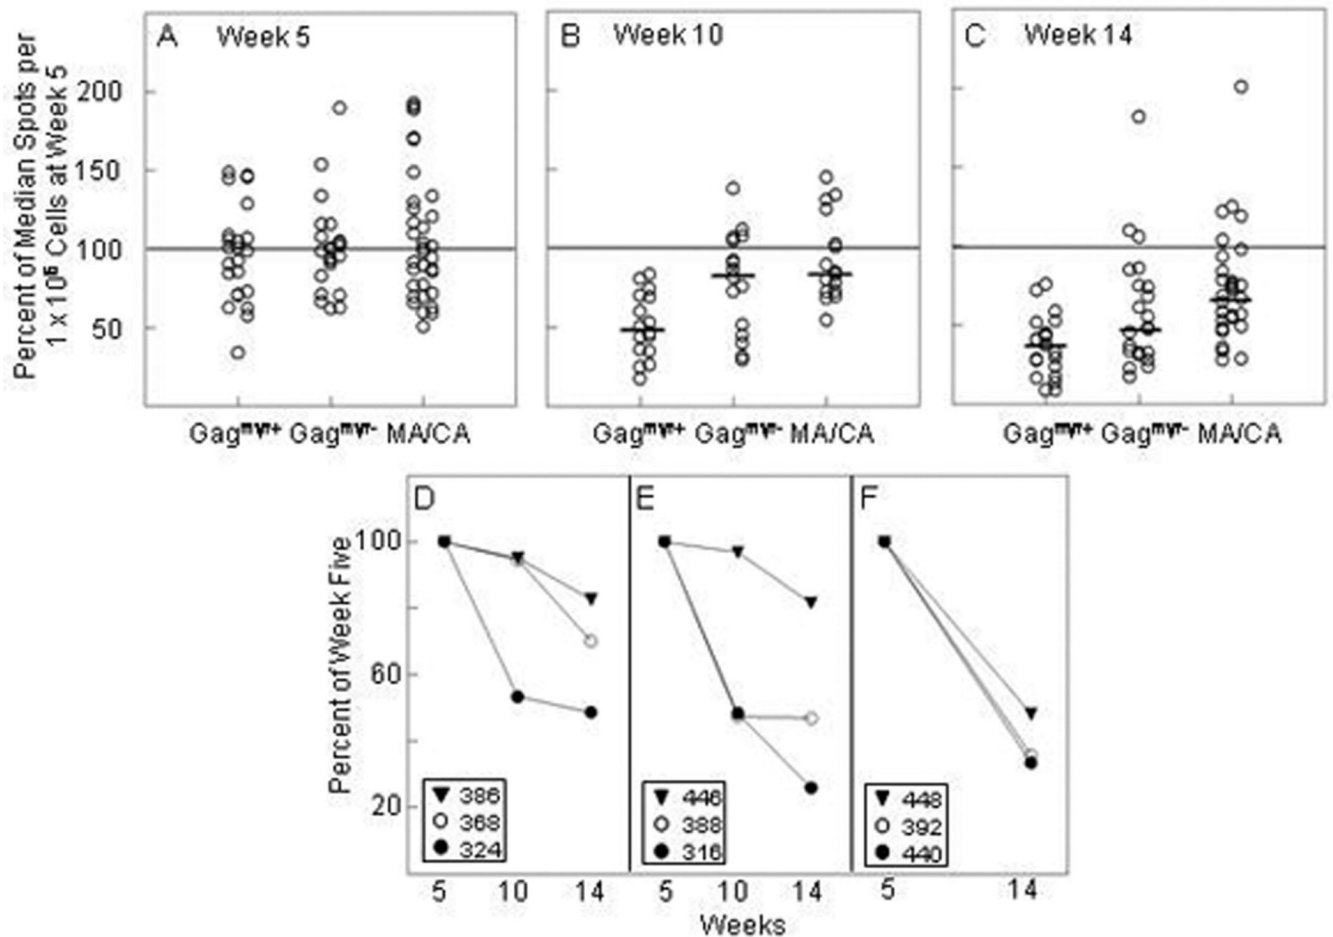 A Week 5
B Week 10
C Week 14
Percent of Median Spots per
1 x 10⁶ Cells at Week 5
200
150
100
50
Gagmyr+ Gagmyr- MA/CA
Gagmyr+ Gagmyr- MA/CA
Gagmyr+ Gagmyr- MA/CA
D
E
F
Percent of Week Five
100
60
20
386
368
324
446
388
316
448
392
440
5 10 14
5 10 14
5 14
Weeks